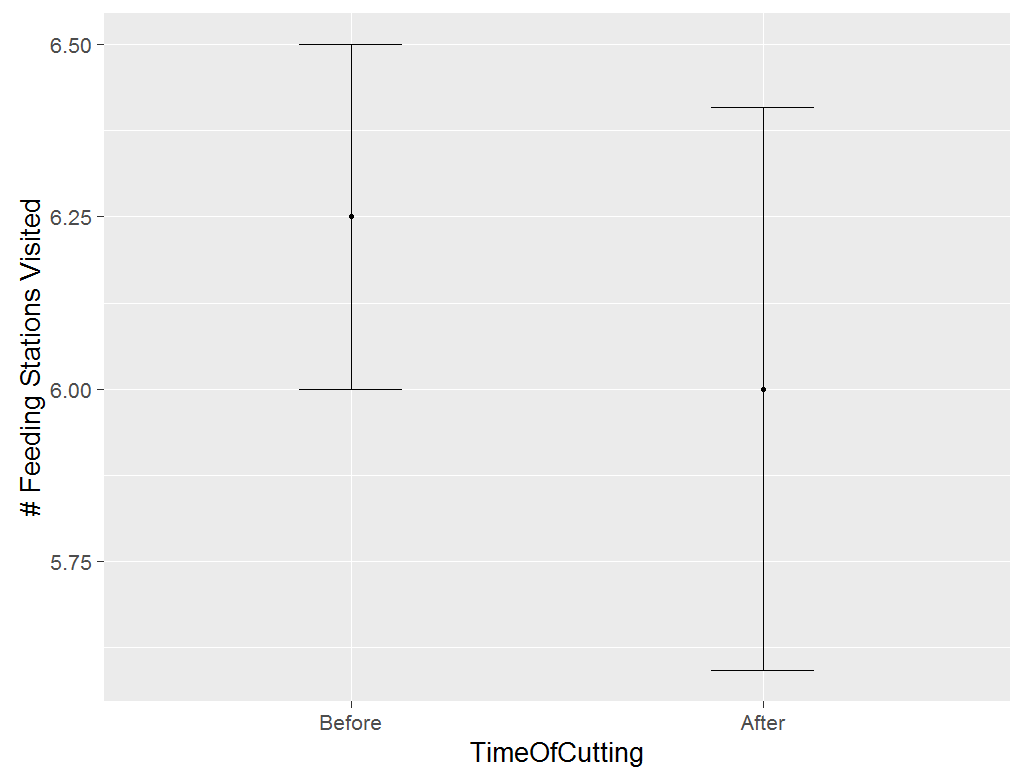 # Feeding Stations Visited
6.50
6.25
6.00
5.75
Before After
TimeOfCutting